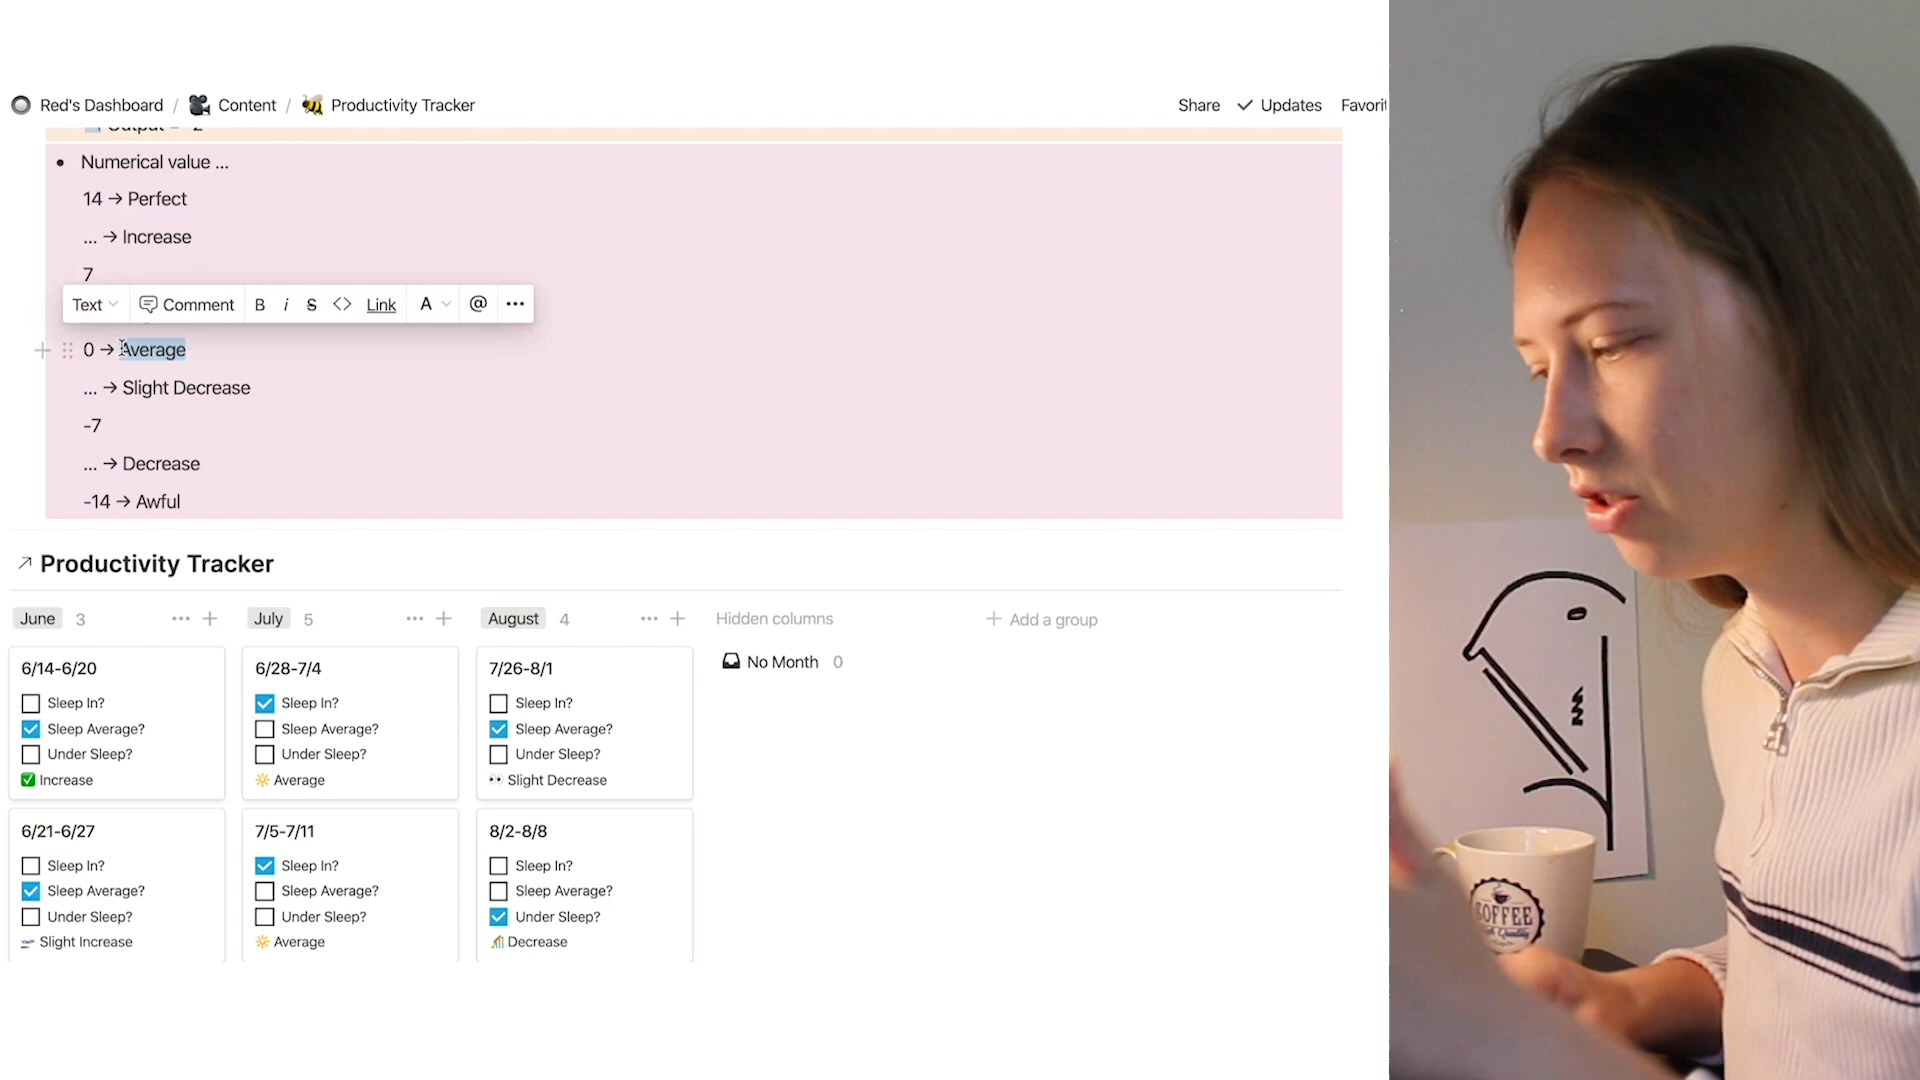 Red's Dashboard / Content / Productivity Tracker
Share Updates Favorit
Output = -2
• Numerical value ...
14 → Perfect
... → Increase
7
Text Comment B i S <> Link A @ •••
0 → Average
... → Slight Decrease
-7
... → Decrease
-14 → Awful
Productivity Tracker
June 3 ••• +
July 5 ••• +
August 4 ••• +
Hidden columns
+ Add a group
No Month 0
6/14-6/20
Sleep In?
Sleep Average?
Under Sleep?
Increase
6/21-6/27
Sleep In?
Sleep Average?
Under Sleep?
Slight Increase
6/28-7/4
Sleep In?
Sleep Average?
Under Sleep?
Average
7/5-7/11
Sleep In?
Sleep Average?
Under Sleep?
Average
7/26-8/1
Sleep In?
Sleep Average?
Under Sleep?
Slight Decrease
8/2-8/8
Sleep In?
Sleep Average?
Under Sleep?
Decrease
COFFEE
Quality